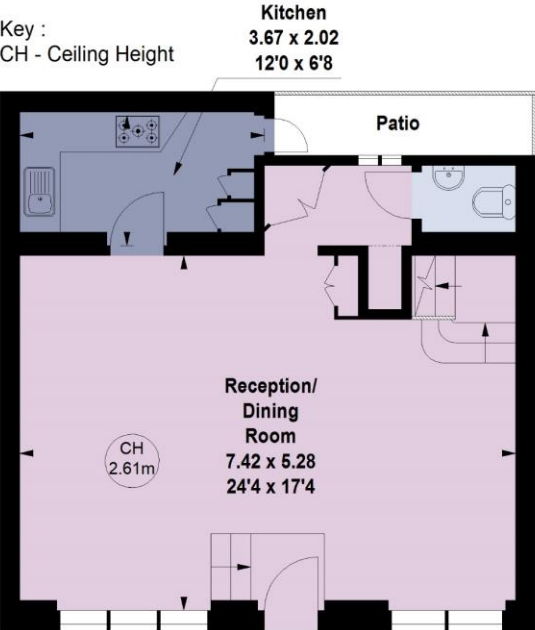 Key :
CH - Ceiling Height
Kitchen
3.67 x 2.02
12'0 x 6'8
Patio
Reception/
Dining
Room
7.42 x 5.28
24'4 x 17'4
CH
2.61m